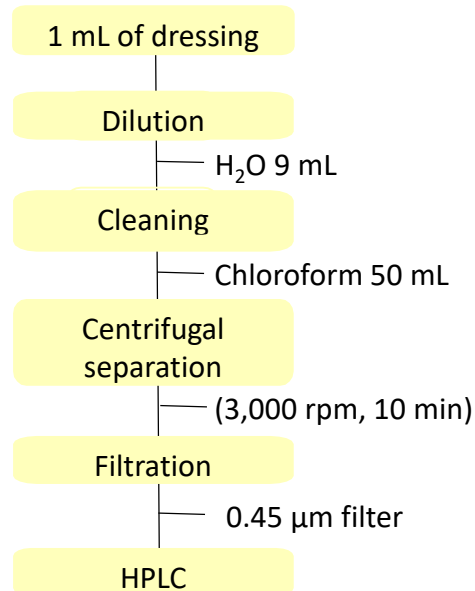 1 mL of dressing
Dilution
H₂O 9 mL
Cleaning
Chloroform 50 mL
Centrifugal
separation
(3,000 rpm, 10 min)
Filtration
0.45 μm filter
HPLC